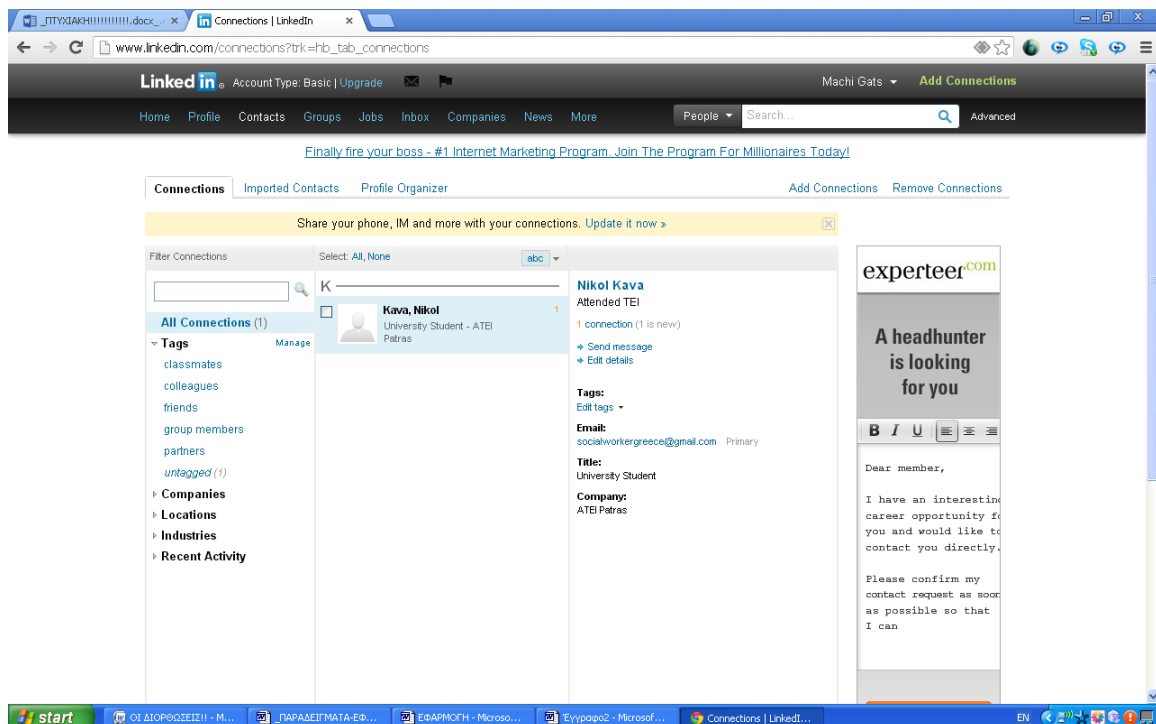 _ΠΤΥΧΙΑΚΗ!!!!!!!!!!!.docx_
Connections | LinkedIn
www.linkedin.com/connections?trk=hb_tab_connections
Linked in Account Type: Basic | Upgrade
Machi Gats
Add Connections
Home Profile Contacts Groups Jobs Inbox Companies News More
People Search... Advanced
Finally fire your boss - #1 Internet Marketing Program. Join The Program For Millionaires Today!
Connections Imported Contacts Profile Organizer
Add Connections Remove Connections
Share your phone, IM and more with your connections. Update it now »
Filter Connections
All Connections (1)
Tags Manage
classmates
colleagues
friends
group members
partners
untagged (1)
Companies
Locations
Industries
Recent Activity
Select: All, None
abc
K
Kava, Nikol 1
University Student - ATEI
Patras
Nikol Kava
Attended TEI
1 connection (1 is new)
Send message
Edit details
Tags:
Edit tags
Email:
socialworkergreece@gmail.com Primary
Title:
University Student
Company:
ATEI Patras
experteer.com
A headhunter
is looking
for you
B I U
Dear member,
I have an interesting
career opportunity fo
you and would like to
contact you directly.
Please confirm my
contact request as soon
as possible so that
I can
start
ΟΙ ΔΙΟΡΘΩΣΕΙΣ!! - M...
_ΠΑΡΑΔΕΙΓΜΑΤΑ-ΕΦ...
ΕΦΑΡΜΟΓΗ - Microso...
Έγγραφο2 - Microsof...
Connections | LinkedI...
EN